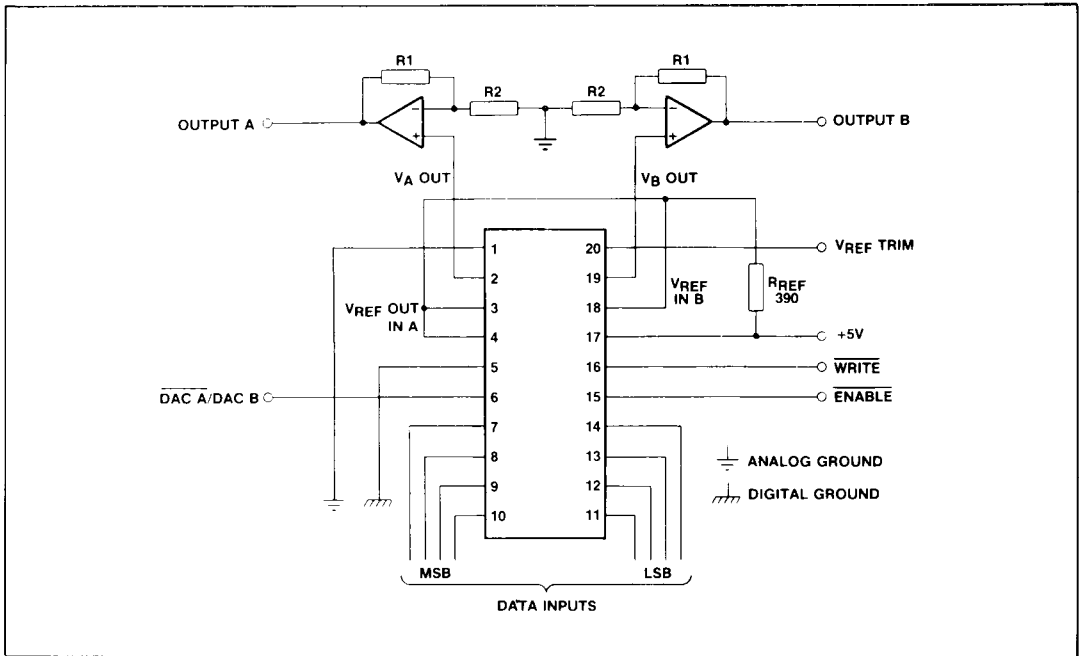 R1
R1
R2
R2
OUTPUT A
OUTPUT B
VA OUT
VB OUT
1
20
VREF TRIM
2
19
VREF OUT
IN A
3
18
VREF
IN B
RREF
390
4
17
+5V
5
16
WRITE
DAC A/DAC B
6
15
ENABLE
7
14
8
13
ANALOG GROUND
9
12
DIGITAL GROUND
10
11
MSB
LSB
DATA INPUTS